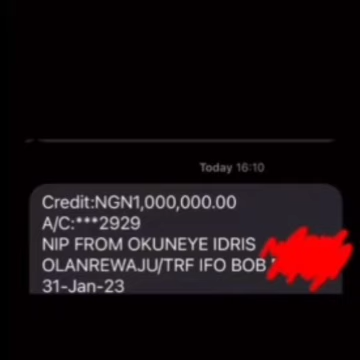 Today 16:10
Credit:NGN1,000,000.00
A/C:***2929
NIP FROM OKUNEYE IDRIS
OLANREWAJU/TRF IFO BOB
31-Jan-23